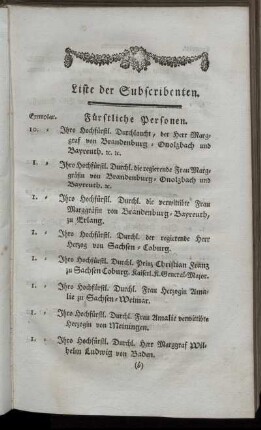 Liste der Subscribenten.
Exemplar.
Fürstliche Personen.
10. „ Ihro Hochfürstl. Durchlaucht, der Herr Marg-
graf von Brandenburg, Onolzbach und
Bayreuth, ꝛc. ꝛc.
1. „ Ihro Hochfürstl. Durchl. die regierende Frau Marg-
gräfin von Brandenburg, Onolzbach und
Bayreuth, ꝛc.
1. „ Ihro Hochfürstl. Durchl. die verwittibte Frau
Marggräfin von Brandenburg, Bayreuth,
zu Erlang.
1. „ Ihro Hochfürstl. Durchl. der regierende Herr
Herzog von Sachsen, Coburg.
1. „ Ihro Hochfürstl. Durchl. Prinz Christian Franz
zu Sachsen Coburg, Kaiserl. K. General-Major.
1. „ Ihro Hochfürstl. Durchl. Frau Herzogin Ama-
lie zu Sachsen, Weimar.
1. „ Ihro Hochfürstl. Durchl. Frau Amalie verwittibte
Herzogin von Meiningen.
1. „ Ihro Hochfürstl. Durchl. Herr Marggraf Wil-
helm Ludwig von Baden.
(b)